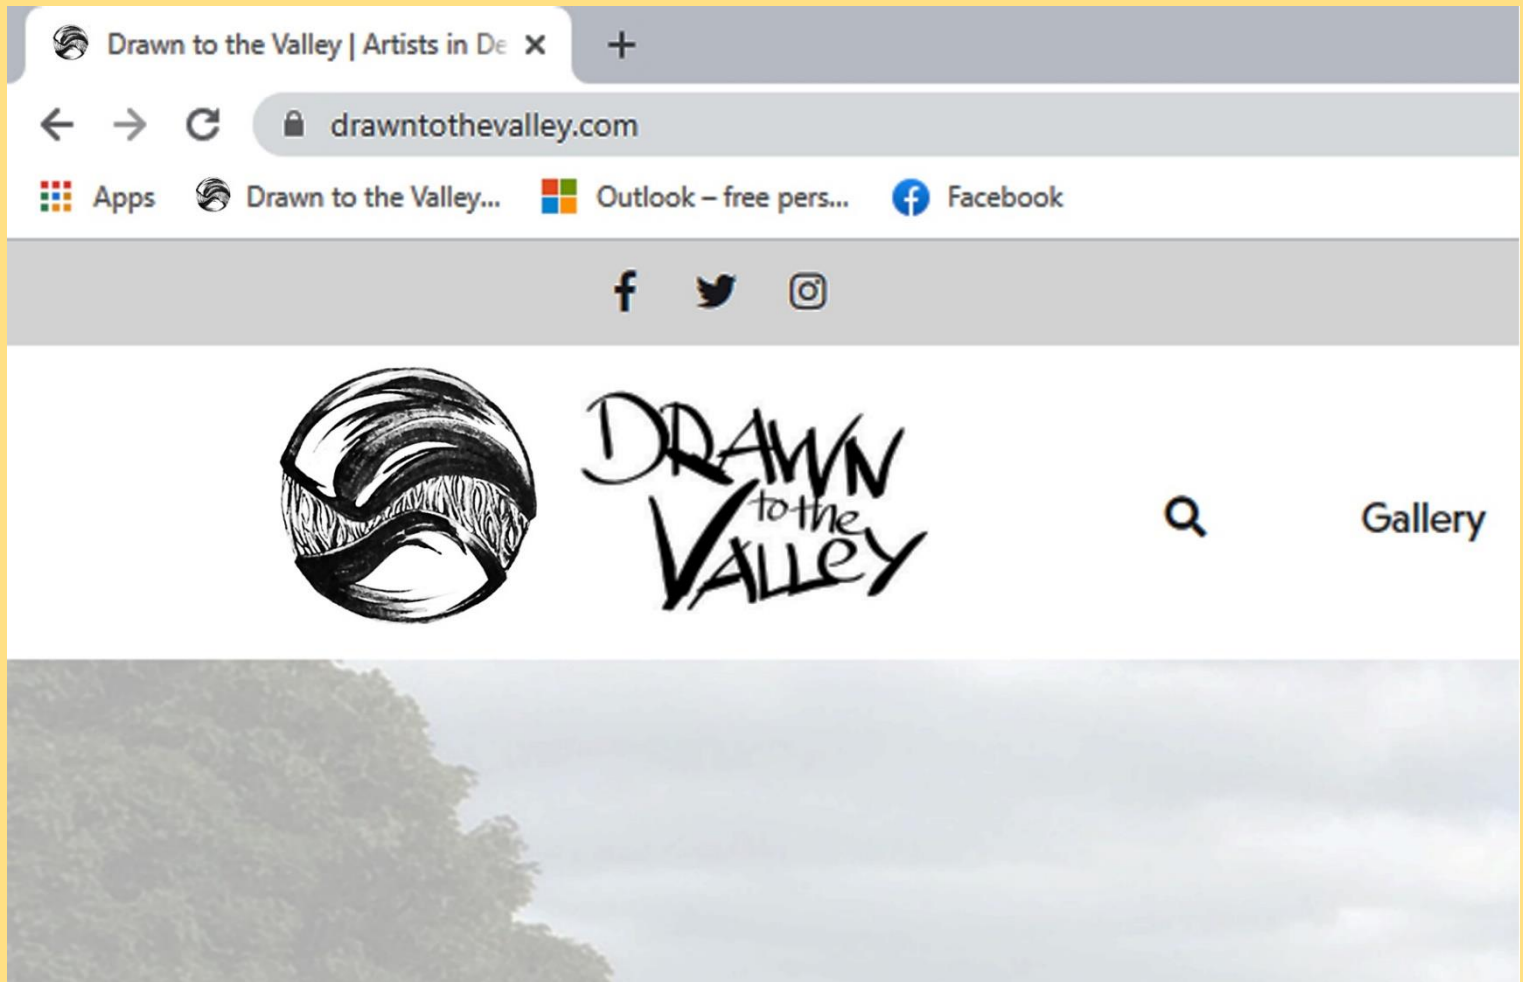 Drawn to the Valley | Artists in De
drawntothevalley.com
Apps Drawn to the Valley... Outlook – free pers... Facebook
DRAWN
to the
VALLEY
Gallery